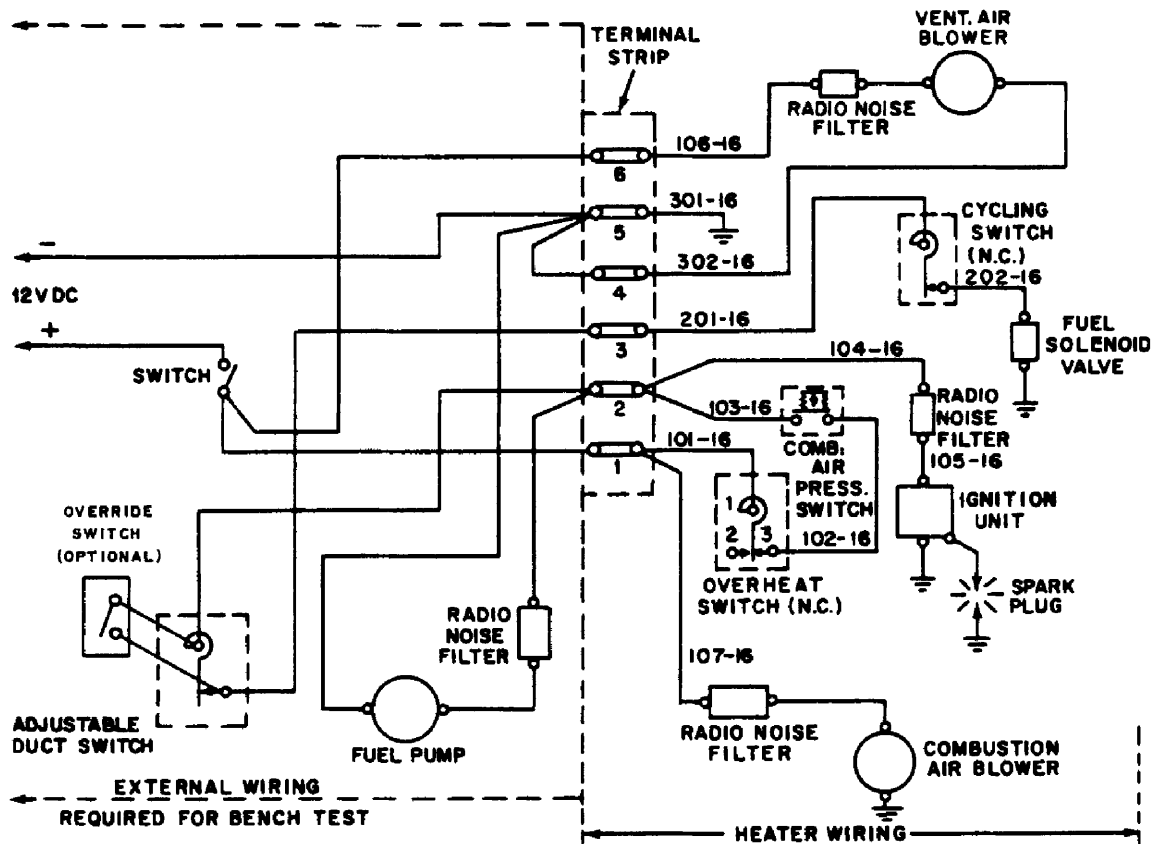 VENT. AIR
BLOWER
TERMINAL
STRIP
RADIO NOISE
FILTER
106-16
6
301-16
5
CYCLING
SWITCH
(N.C.)
202-16
-
302-16
4
12VDC
+
201-16
3
FUEL
SOLENOID
VALVE
SWITCH
104-16
2
103-16
RADIO
NOISE
FILTER
101-16
1
COMB.
AIR
PRESS.
SWITCH
105-16
IGNITION
UNIT
OVERRIDE
SWITCH
(OPTIONAL)
1
2 3
102-16
OVERHEAT
SWITCH (N.C.)
SPARK
PLUG
RADIO
NOISE
FILTER
107-16
ADJUSTABLE
DUCT SWITCH
FUEL PUMP
RADIO NOISE
FILTER
COMBUSTION
AIR BLOWER
EXTERNAL WIRING
REQUIRED FOR BENCH TEST
HEATER WIRING